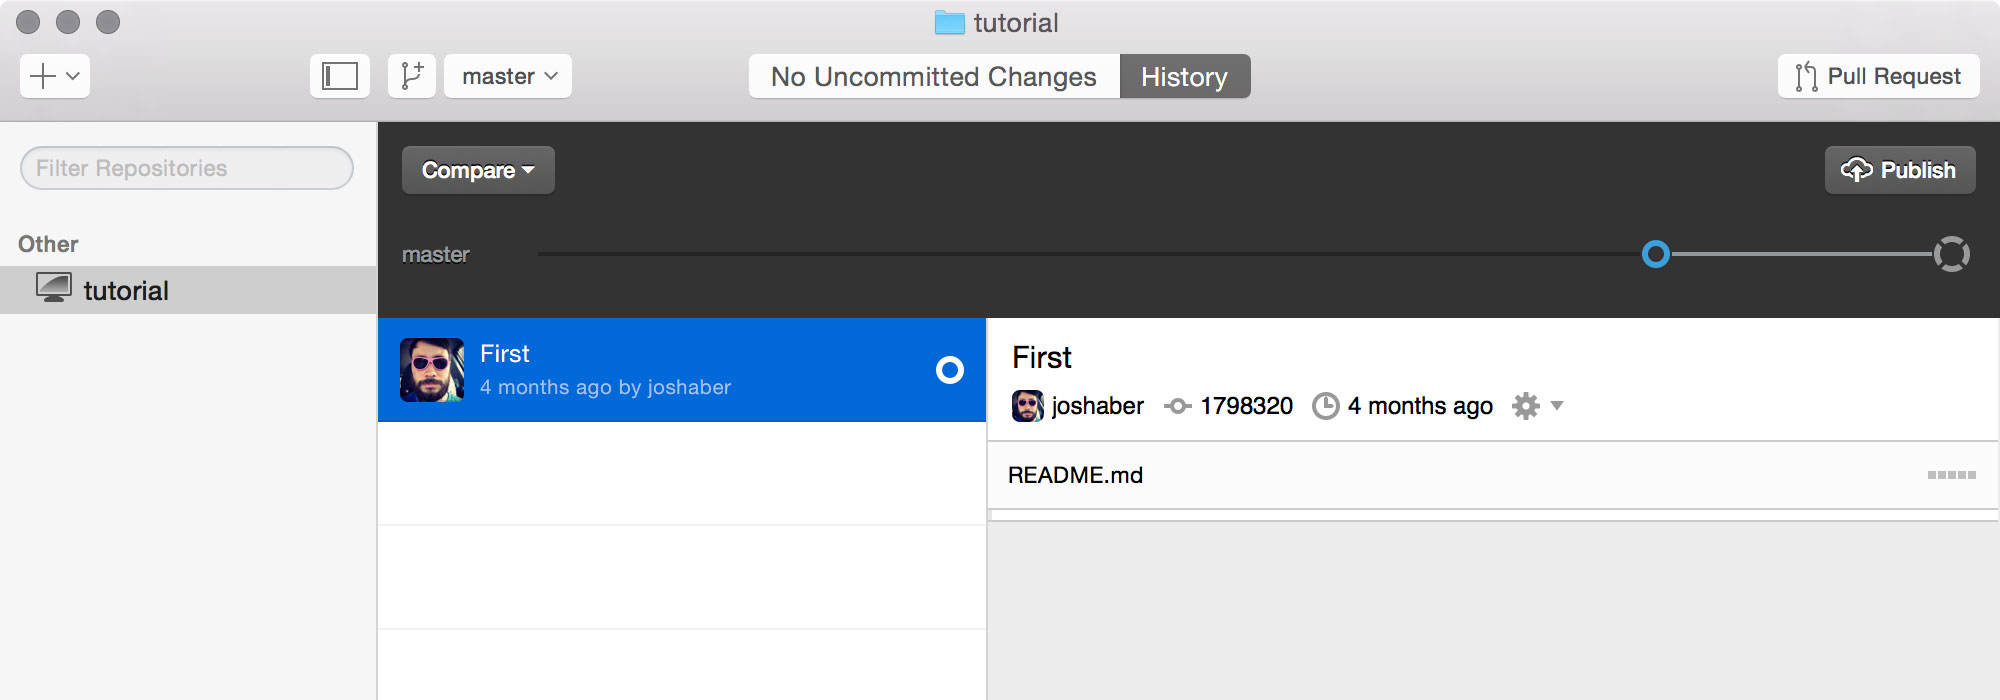 tutorial
master
No Uncommitted Changes
History
Pull Request
Filter Repositories
Other
tutorial
Compare
Publish
master
First
4 months ago by joshaber
First
joshaber 1798320 4 months ago
README.md